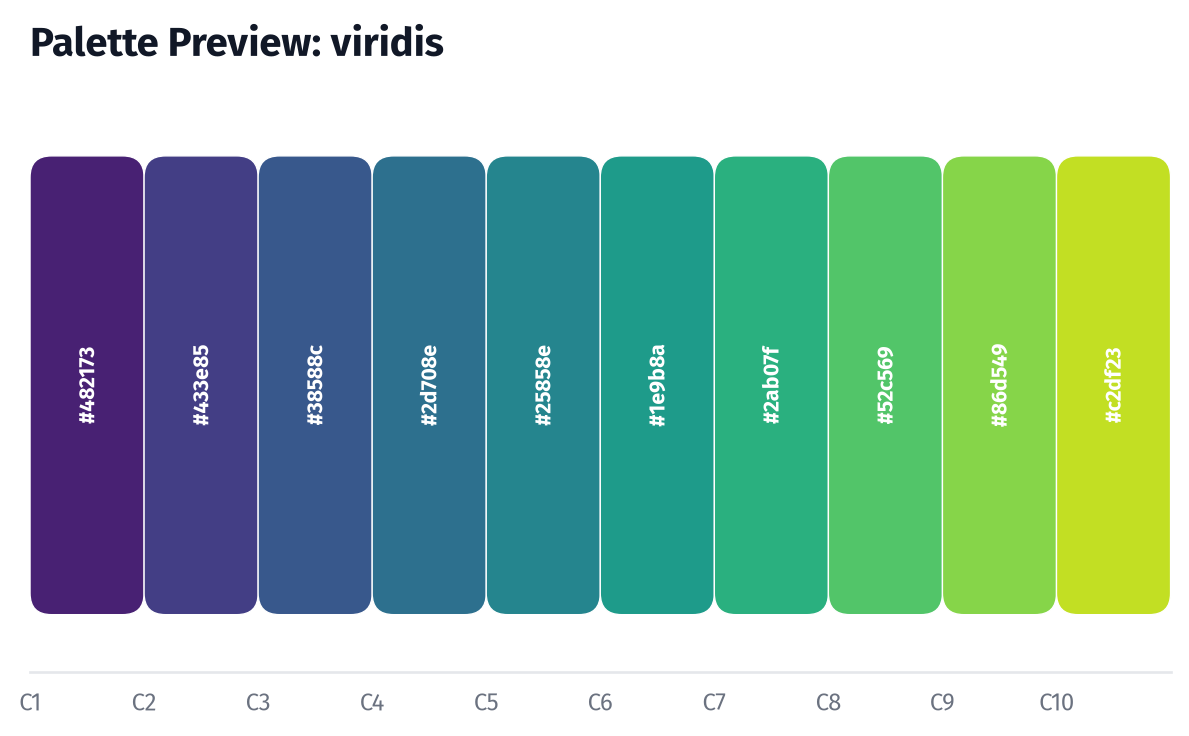 Palette Preview: viridis
#482173
#433e85
#38588c
#2d708e
#25858e
#1e9b8a
#2ab07f
#52c569
#86d549
#c2df23
C1
C2
C3
C4
C5
C6
C7
C8
C9
C10